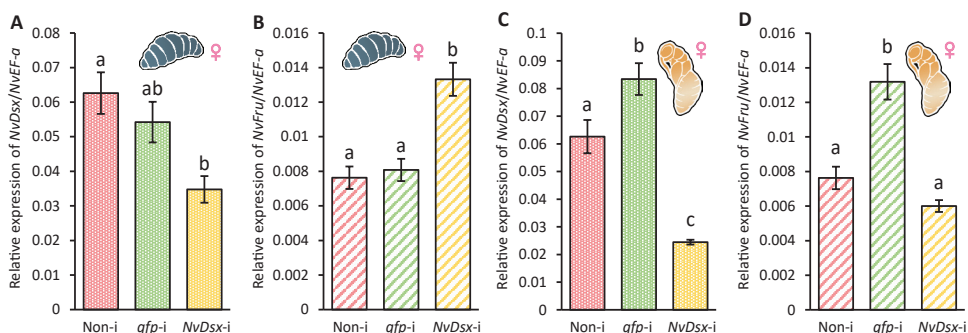 A
Relative expression of NvDsx/NvEF-a
0.08
0.07
0.06
0.05
0.04
0.03
0.02
0.01
0
a
ab
b
♀
Non-i
gfp-i
NvDsx-i
B
Relative expression of NvFru/NvEF-a
0.016
0.014
0.012
0.010
0.008
0.006
0.004
0.002
0
a
a
b
♀
Non-i
gfp-i
NvDsx-i
C
Relative expression of NvDsx/NvEF-a
0.1
0.09
0.08
0.07
0.06
0.05
0.04
0.03
0.02
0.01
0
a
b
c
♀
Non-i
gfp-i
NvDsx-i
D
Relative expression of NvFru/NvEF-a
0.0016
0.014
0.012
0.010
0.008
0.006
0.004
0.002
0
a
b
a
♀
Non-i
gfp-i
NvDsx-i